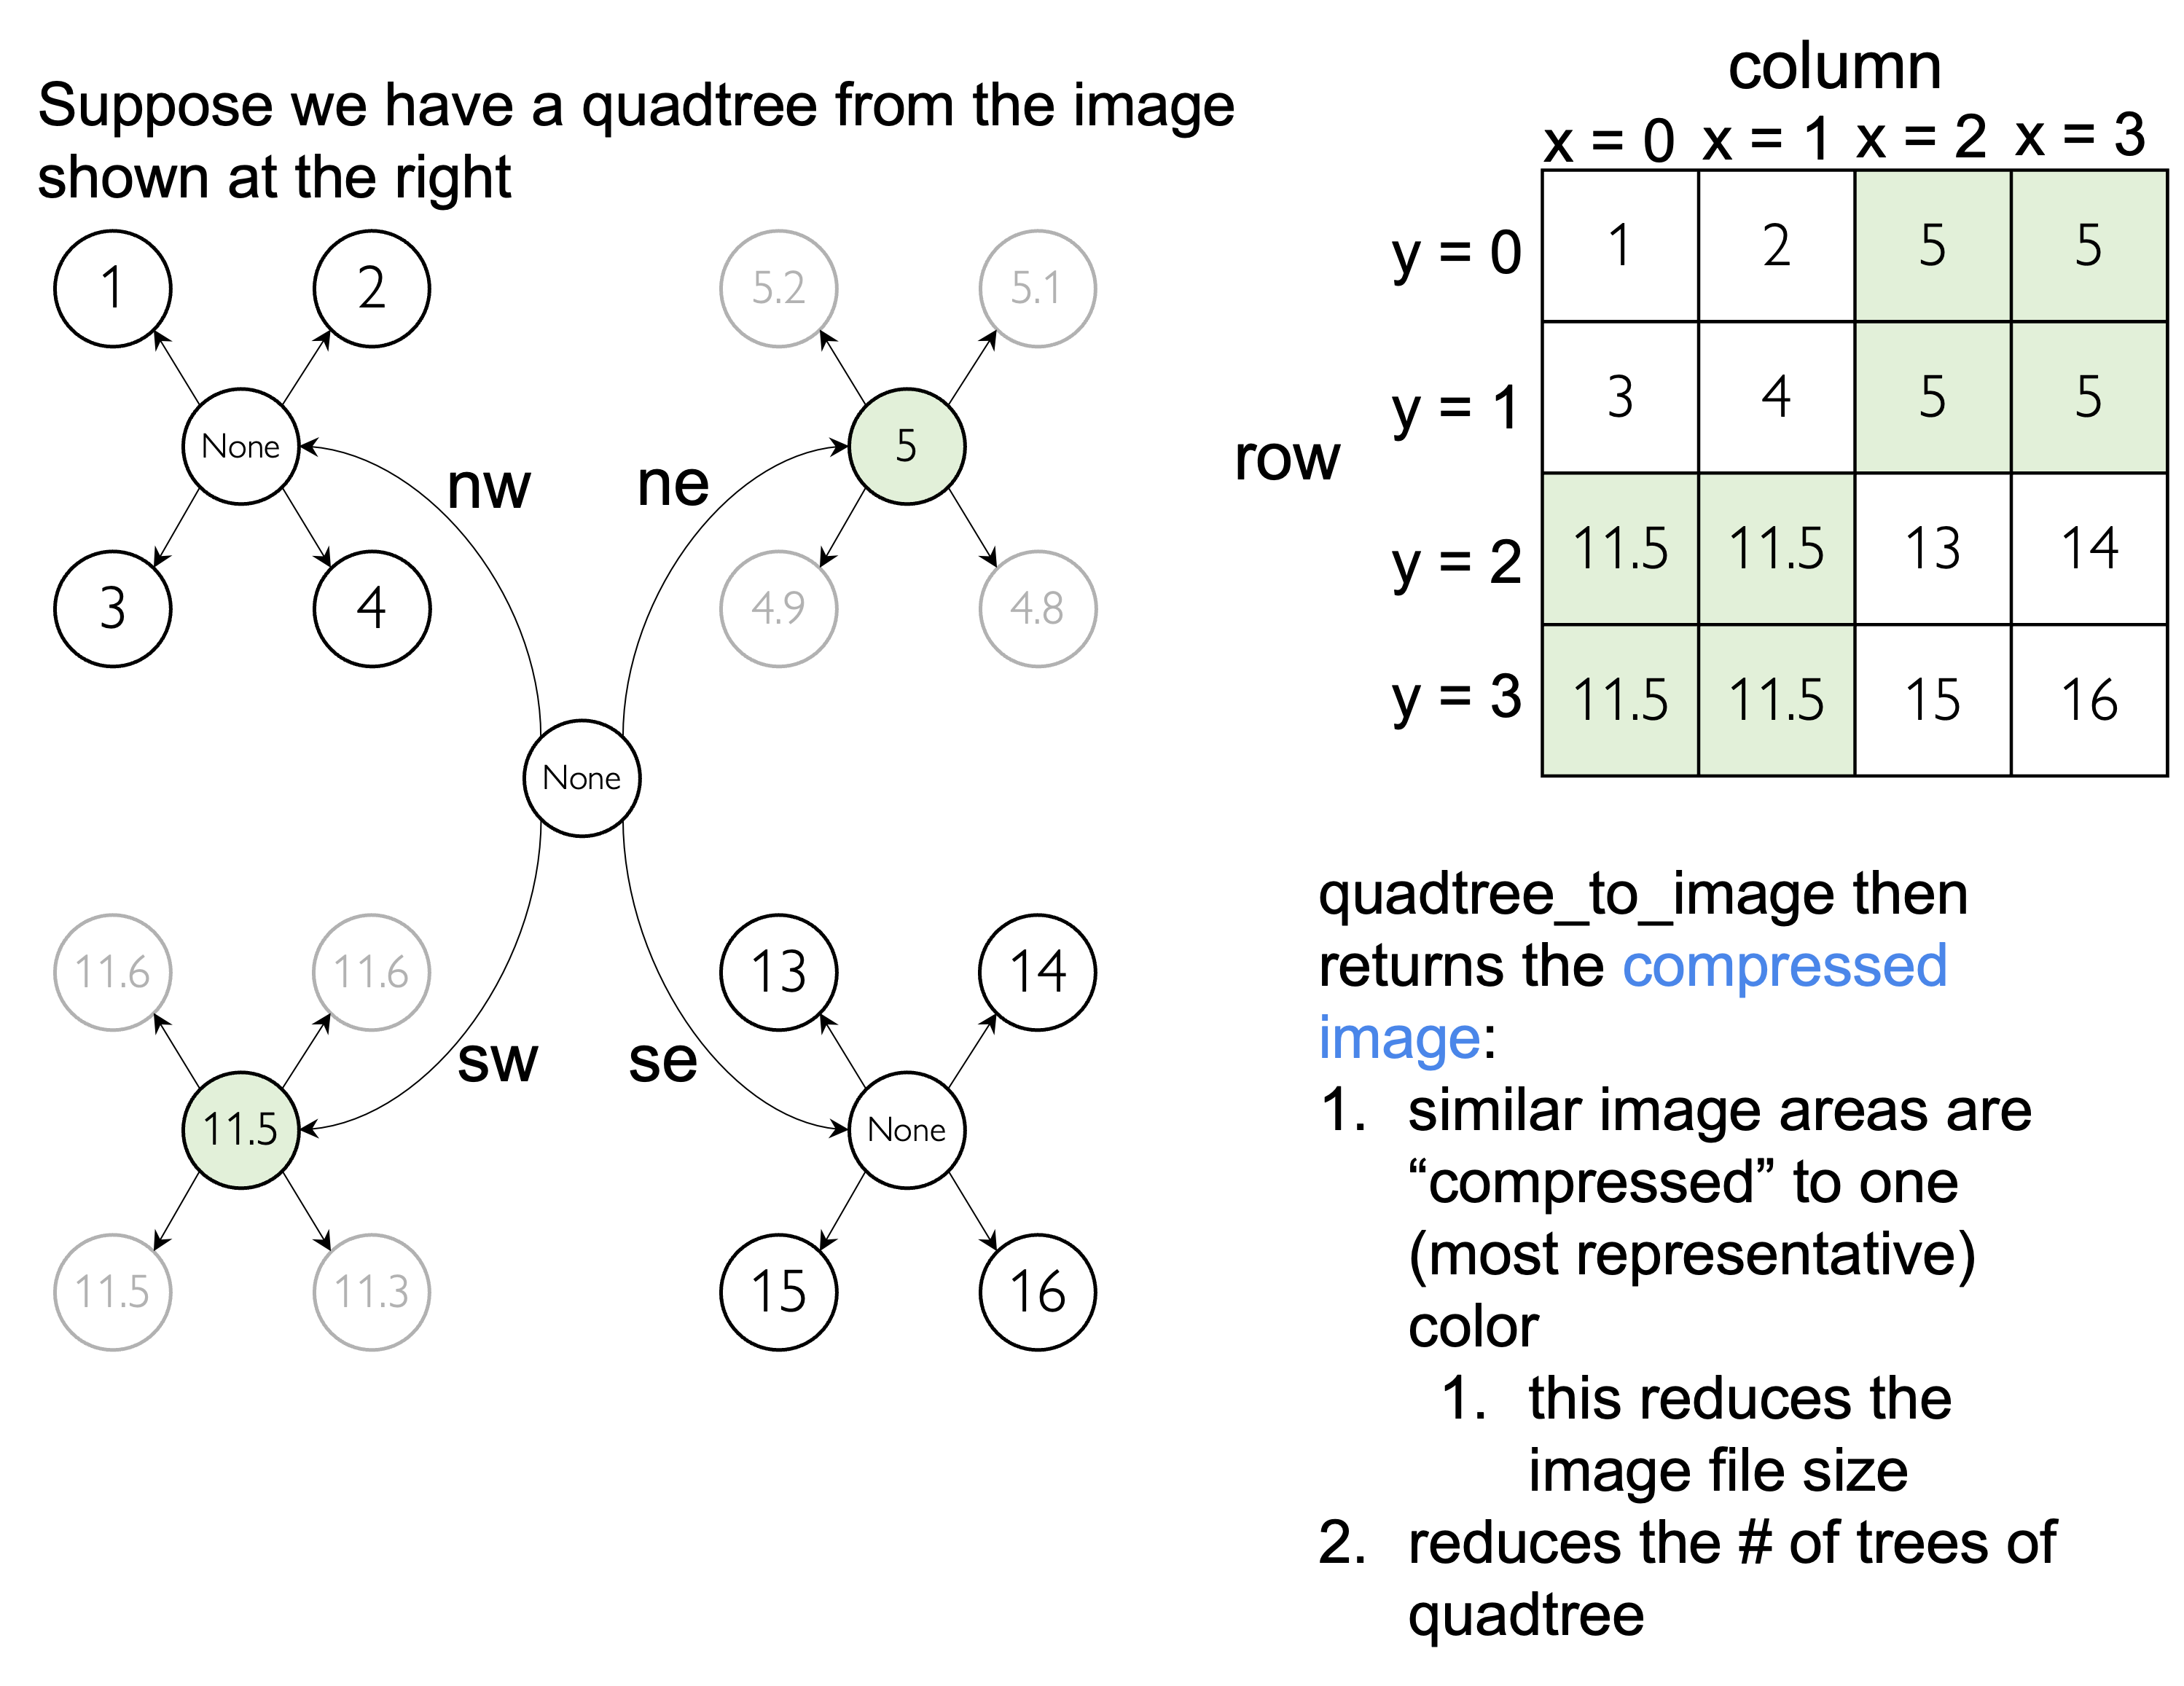 Suppose we have a quadtree from the image
shown at the right
1
2
None
3
4
nw
ne
5.2
5.1
5
4.9
4.8
None
sw
se
11.6
11.6
11.5
11.5
11.3
13
14
None
15
16
column
x = 0 x = 1 x = 2 x = 3
row
y = 0 1 2 5 5
y = 1 3 4 5 5
y = 2 11.5 11.5 13 14
y = 3 11.5 11.5 15 16
quadtree_to_image then
returns the compressed
image:
1. similar image areas are
“compressed” to one
(most representative)
color
1. this reduces the
image file size
2. reduces the # of trees of
quadtree